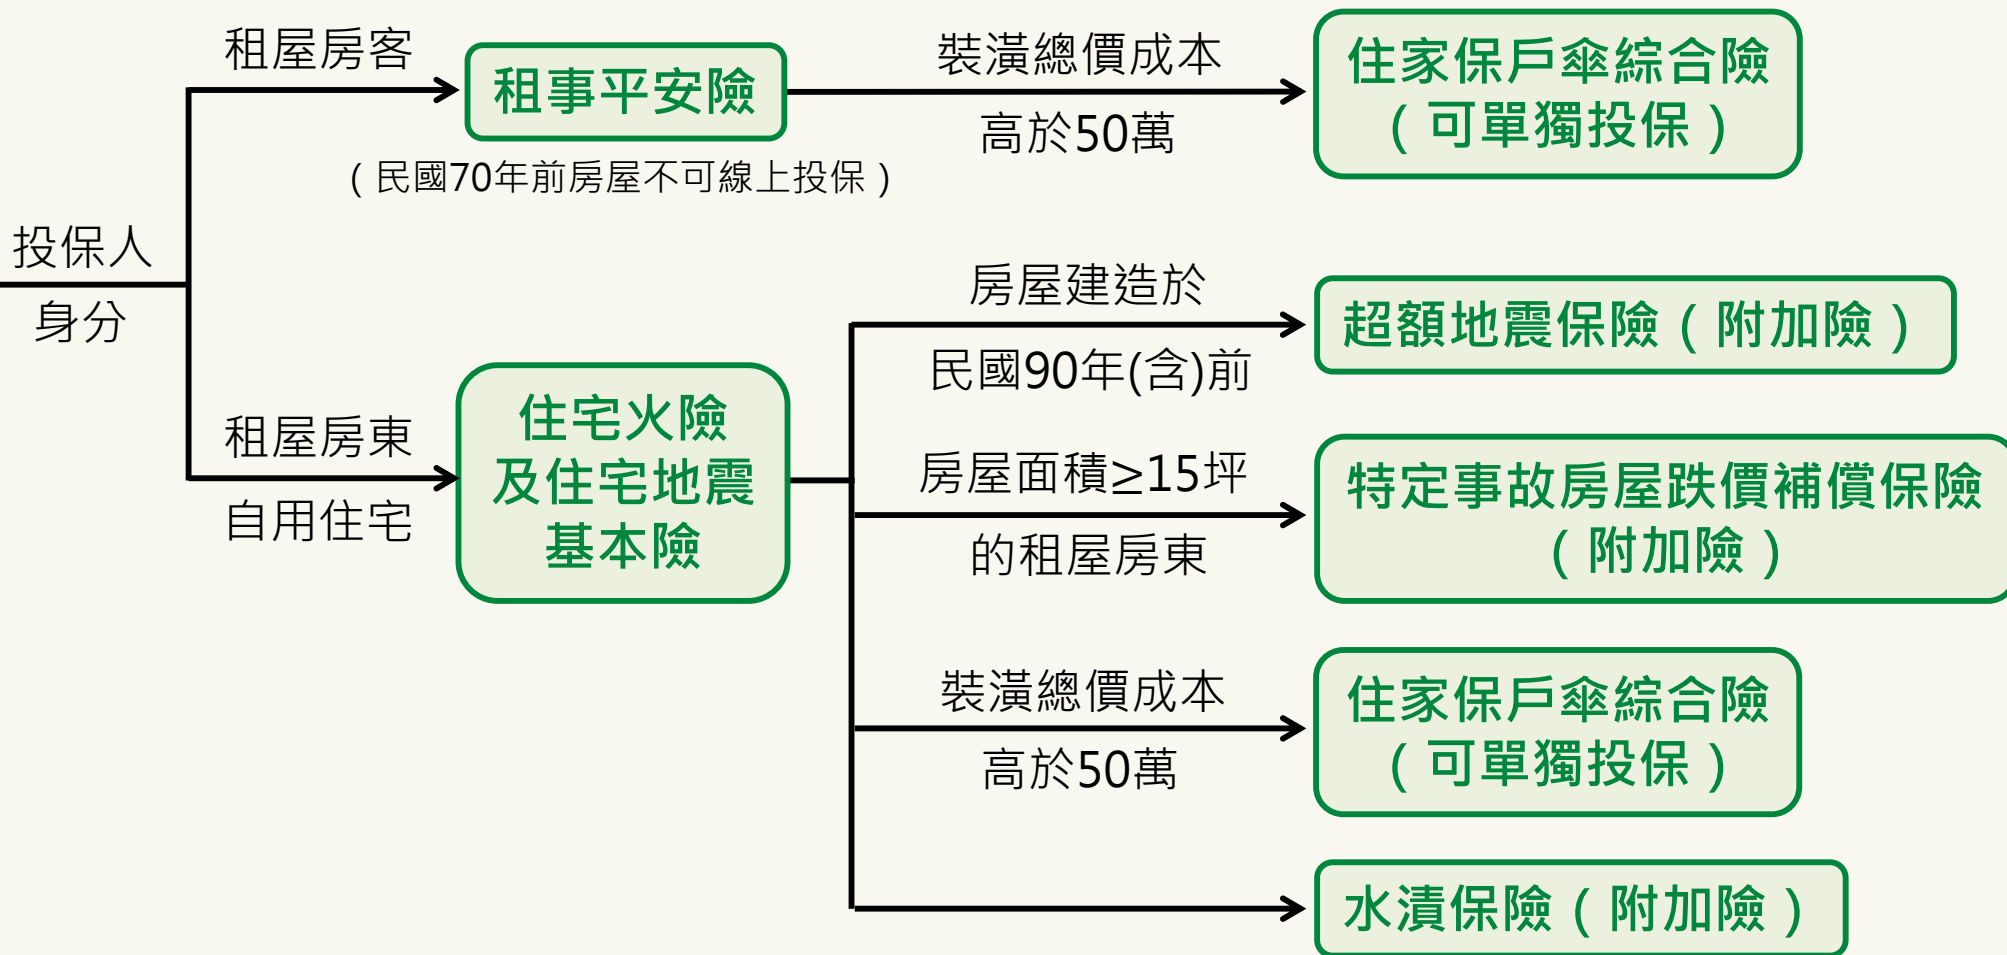 投保人
身分
租屋房客
租事平安險
( 民國70年前房屋不可線上投保 )
裝潢總價成本
高於50萬
住家保戶傘綜合險
( 可單獨投保 )
租屋房東
自用住宅
住宅火險
及住宅地震
基本險
房屋建造於
民國90年(含)前
超額地震保險 ( 附加險 )
房屋面積≥15坪
的租屋房東
特定事故房屋跌價補償保險
( 附加險 )
裝潢總價成本
高於50萬
住家保戶傘綜合險
( 可單獨投保 )
水漬保險 ( 附加險 )